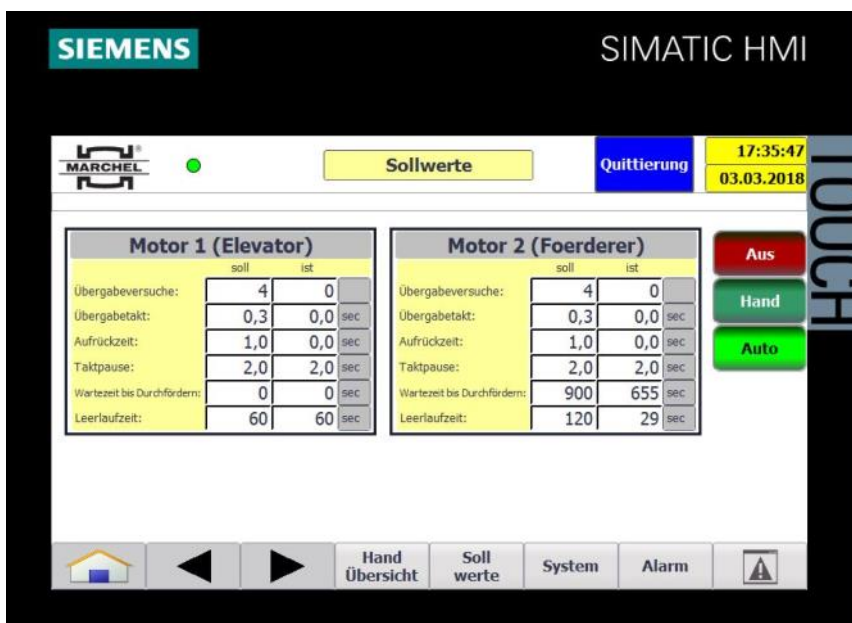 SIEMENS
SIMATIC HMI
TOUCH
MARCHEL
Sollwerte
Quittierung
17:35:47
03.03.2018
Motor 1 (Elevator)
soll ist
Übergabeversuche: 4 0
Übergabetakt: 0,3 0,0 sec
Aufrückzeit: 1,0 0,0 sec
Taktpause: 2,0 2,0 sec
Wartezeit bis Durchfördern: 0 0 sec
Leerlaufzeit: 60 60 sec
Motor 2 (Foerderer)
soll ist
Übergabeversuche: 4 0
Übergabetakt: 0,3 0,0 sec
Aufrückzeit: 1,0 0,0 sec
Taktpause: 2,0 2,0 sec
Wartezeit bis Durchfördern: 900 655 sec
Leerlaufzeit: 120 29 sec
Aus
Hand
Auto
Hand
Übersicht
Soll
werte
System
Alarm